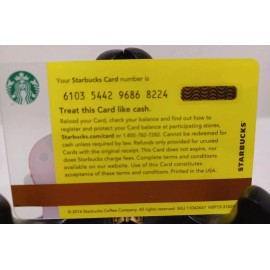 Your Starbucks Card number is
6103 5442 9686 8224
Treat this Card like cash.
Reload your Card, check your balance and find out how to
register and protect your Card balance at participating stores,
Starbucks.com/card or 1-800-782-7282. Cannot be redeemed for
cash unless required by law. Refunds only provided for unused
Cards with the original receipt. This Card does not expire, nor
does Starbucks charge fees. Complete terms and conditions
available on our website. Use of this Card constitutes
acceptance of these terms and conditions. Printed in the USA.
STARBUCKS
© 2016 Starbucks Coffee Company. All rights reserved.